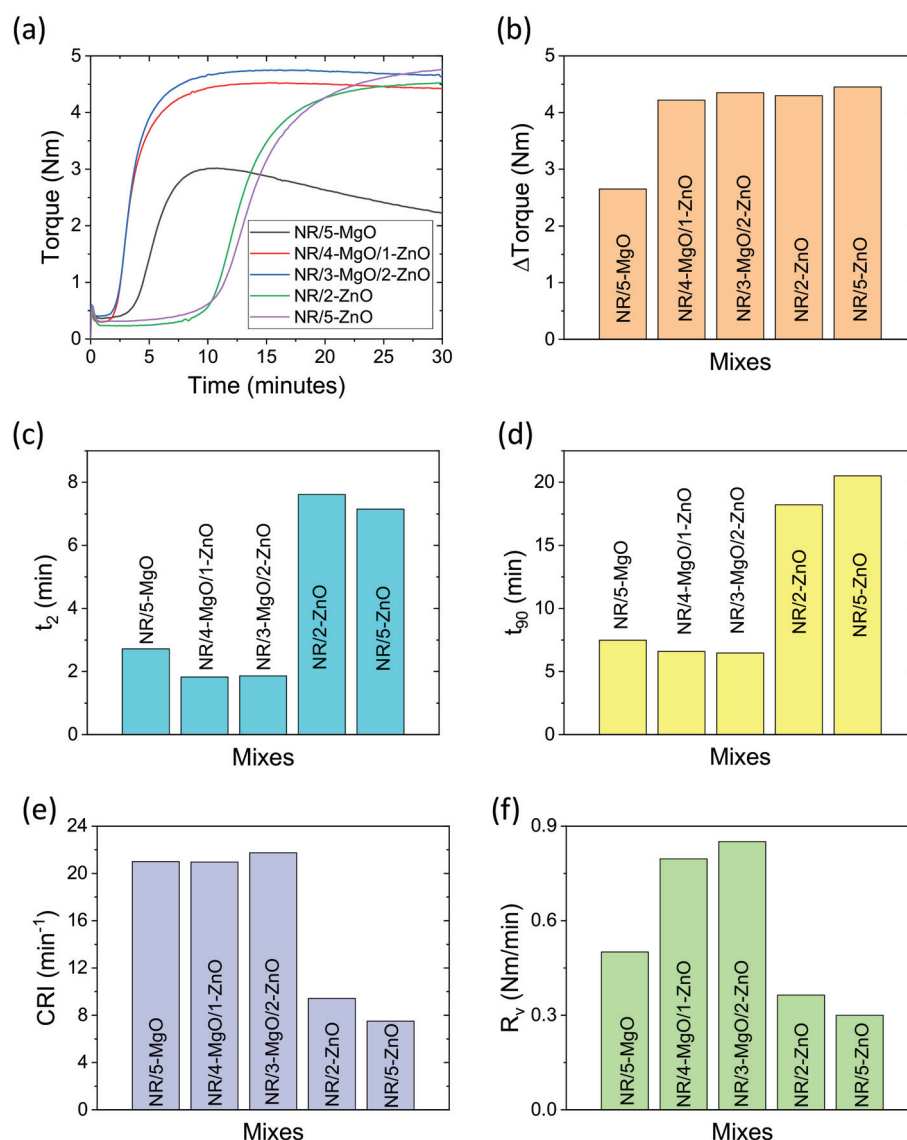 (a)
Torque (Nm)
5
4
3
2
1
0
NR/5-MgO
NR/4-MgO/1-ZnO
NR/3-MgO/2-ZnO
NR/2-ZnO
NR/5-ZnO
0 5 10 15 20 25 30
Time (minutes)
(b)
ΔTorque (Nm)
5
4
3
2
1
0
NR/5-MgO
NR/4-MgO/1-ZnO
NR/3-MgO/2-ZnO
NR/2-ZnO
NR/5-ZnO
Mixes
(c)
t₂ (min)
8
6
4
2
0
NR/5-MgO
NR/4-MgO/1-ZnO
NR/3-MgO/2-ZnO
NR/2-ZnO
NR/5-ZnO
Mixes
(d)
t₉₀ (min)
20
15
10
5
0
NR/5-MgO
NR/4-MgO/1-ZnO
NR/3-MgO/2-ZnO
NR/2-ZnO
NR/5-ZnO
Mixes
(e)
CRI (min⁻¹)
24
20
16
12
8
4
0
NR/5-MgO
NR/4-MgO/1-ZnO
NR/3-MgO/2-ZnO
NR/2-ZnO
NR/5-ZnO
Mixes
(f)
Rᵥ (Nm/min)
0.9
0.6
0.3
0.0
NR/5-MgO
NR/4-MgO/1-ZnO
NR/3-MgO/2-ZnO
NR/2-ZnO
NR/5-ZnO
Mixes